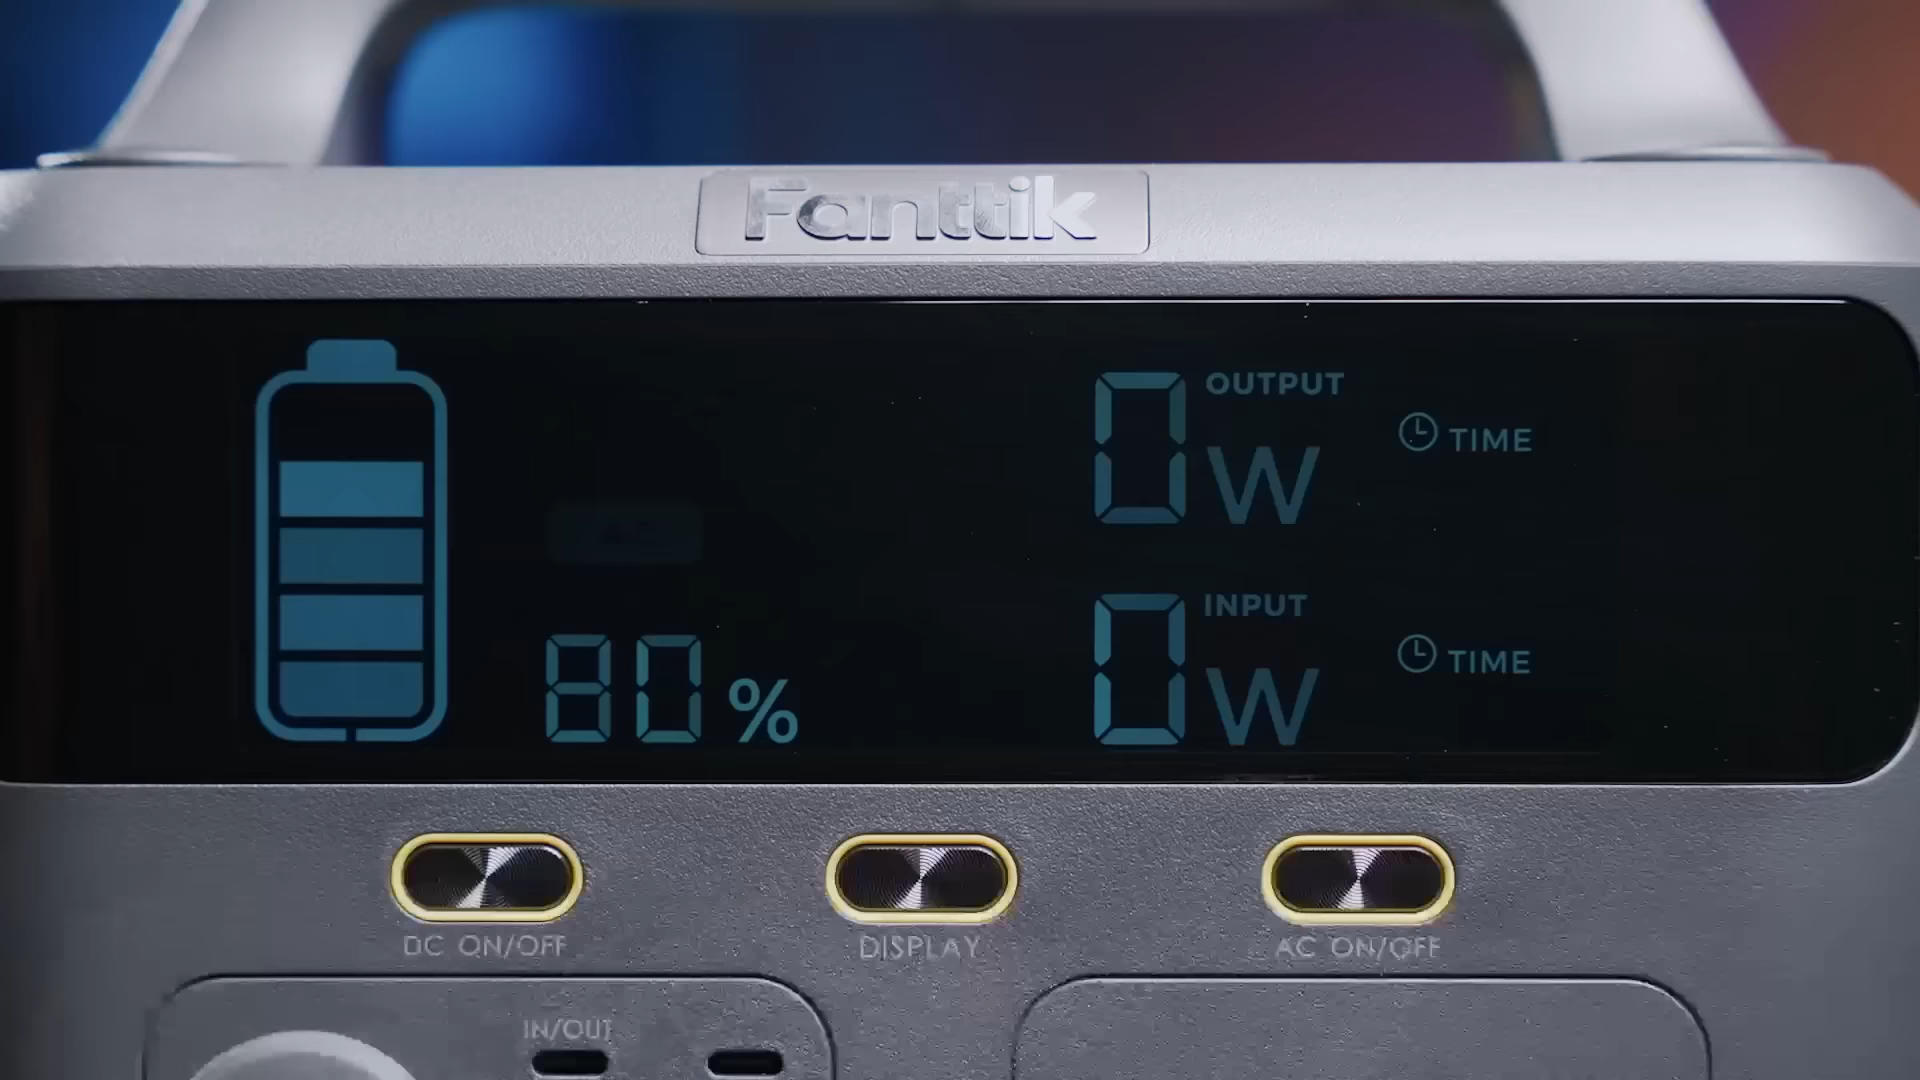 Fanttik
OUTPUT
0W
TIME
INPUT
0W
TIME
80%
DC ON/OFF
DISPLAY
AC ON/OFF
IN/OUT